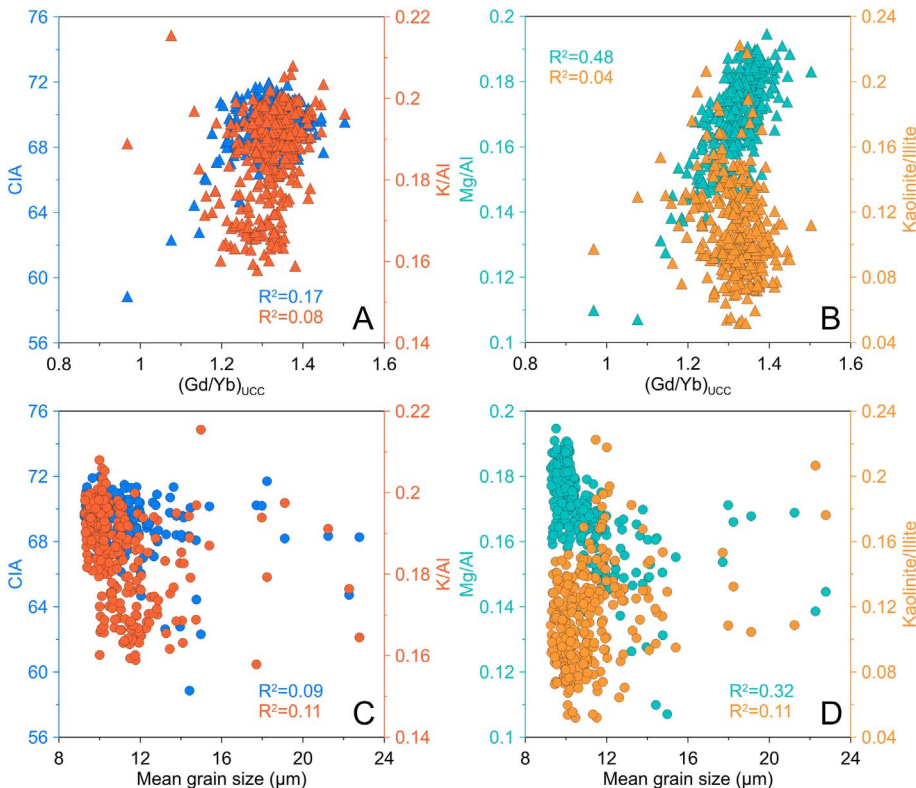 76
72
68
64
60
56
CIA
0.22
0.2
0.18
0.16
0.14
K/Al
R²=0.17
R²=0.08
A
0.8
1
1.2
1.4
1.6
(Gd/Yb)UCC
0.2
0.18
0.16
0.14
0.12
0.1
Mg/Al
0.24
0.2
0.16
0.12
0.08
0.04
Kaolinite/Illite
R²=0.48
R²=0.04
B
0.8
1
1.2
1.4
1.6
(Gd/Yb)UCC
76
72
68
64
60
56
CIA
0.22
0.2
0.18
0.16
0.14
K/Al
R²=0.09
R²=0.11
C
8
12
16
20
24
Mean grain size (μm)
0.2
0.18
0.16
0.14
0.12
0.1
Mg/Al
0.24
0.2
0.16
0.12
0.08
0.04
Kaolinite/Illite
R²=0.32
R²=0.11
D
8
12
16
20
24
Mean grain size (μm)